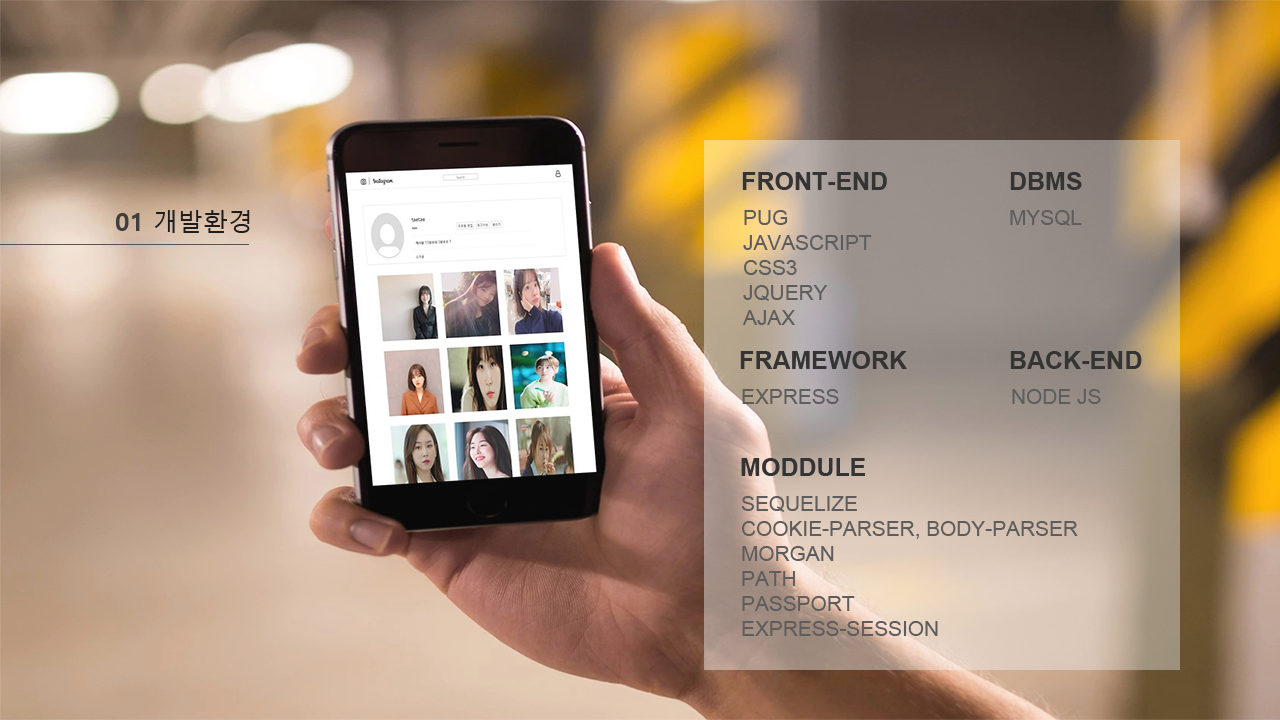 01 개발환경
Instagram
Search
FRONT-END
PUG
JAVASCRIPT
CSS3
JQUERY
AJAX
DBMS
MYSQL
FRAMEWORK
EXPRESS
BACK-END
NODE JS
MODDULE
SEQUELIZE
COOKIE-PARSER, BODY-PARSER
MORGAN
PATH
PASSPORT
EXPRESS-SESSION